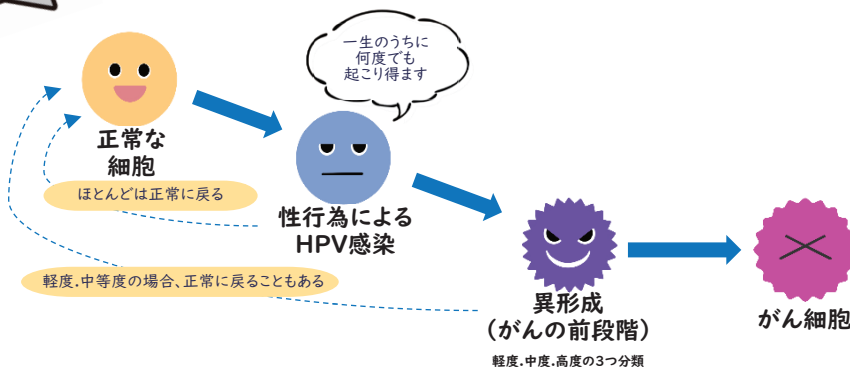 一生のうちに
何度でも
起こり得ます
正常な
細胞
ほとんどは正常に戻る
性行為による
HPV感染
軽度.中等度の場合、正常に戻ることもある
異形成
(がんの前段階)
軽度.中度.高度の3つ分類
がん細胞